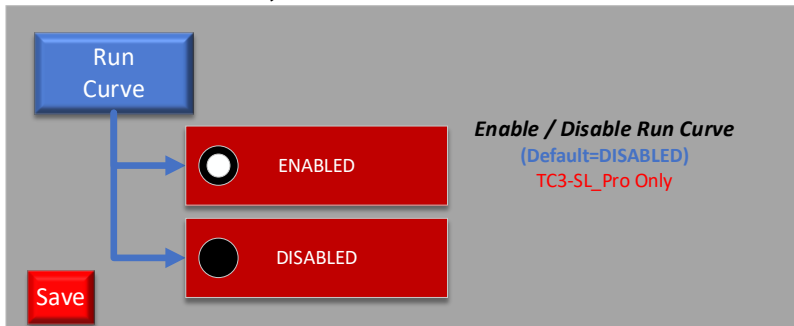 Run
Curve
ENABLED
Enable / Disable Run Curve
(Default=DISABLED)
TC3-SL_Pro Only
DISABLED
Save